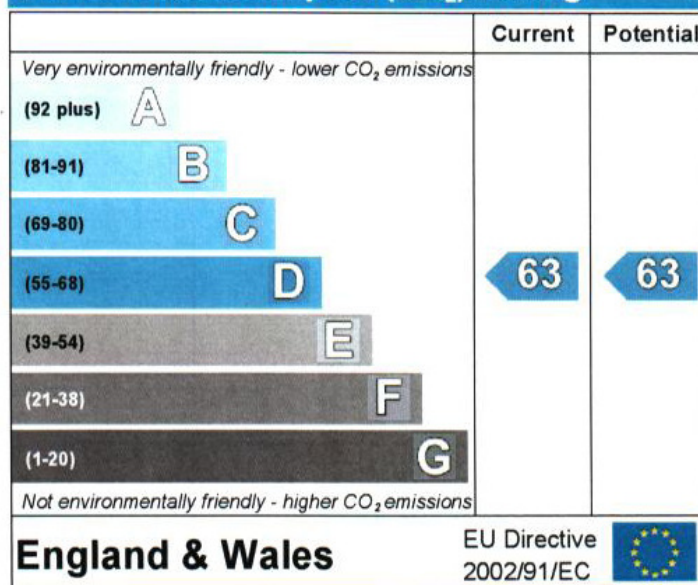 Current Potential
Very environmentally friendly - lower CO₂ emissions
(92 plus) A
(81-91) B
(69-80) C
(55-68) D 63 63
(39-54) E
(21-38) F
(1-20) G
Not environmentally friendly - higher CO₂ emissions
England & Wales
EU Directive
2002/91/EC